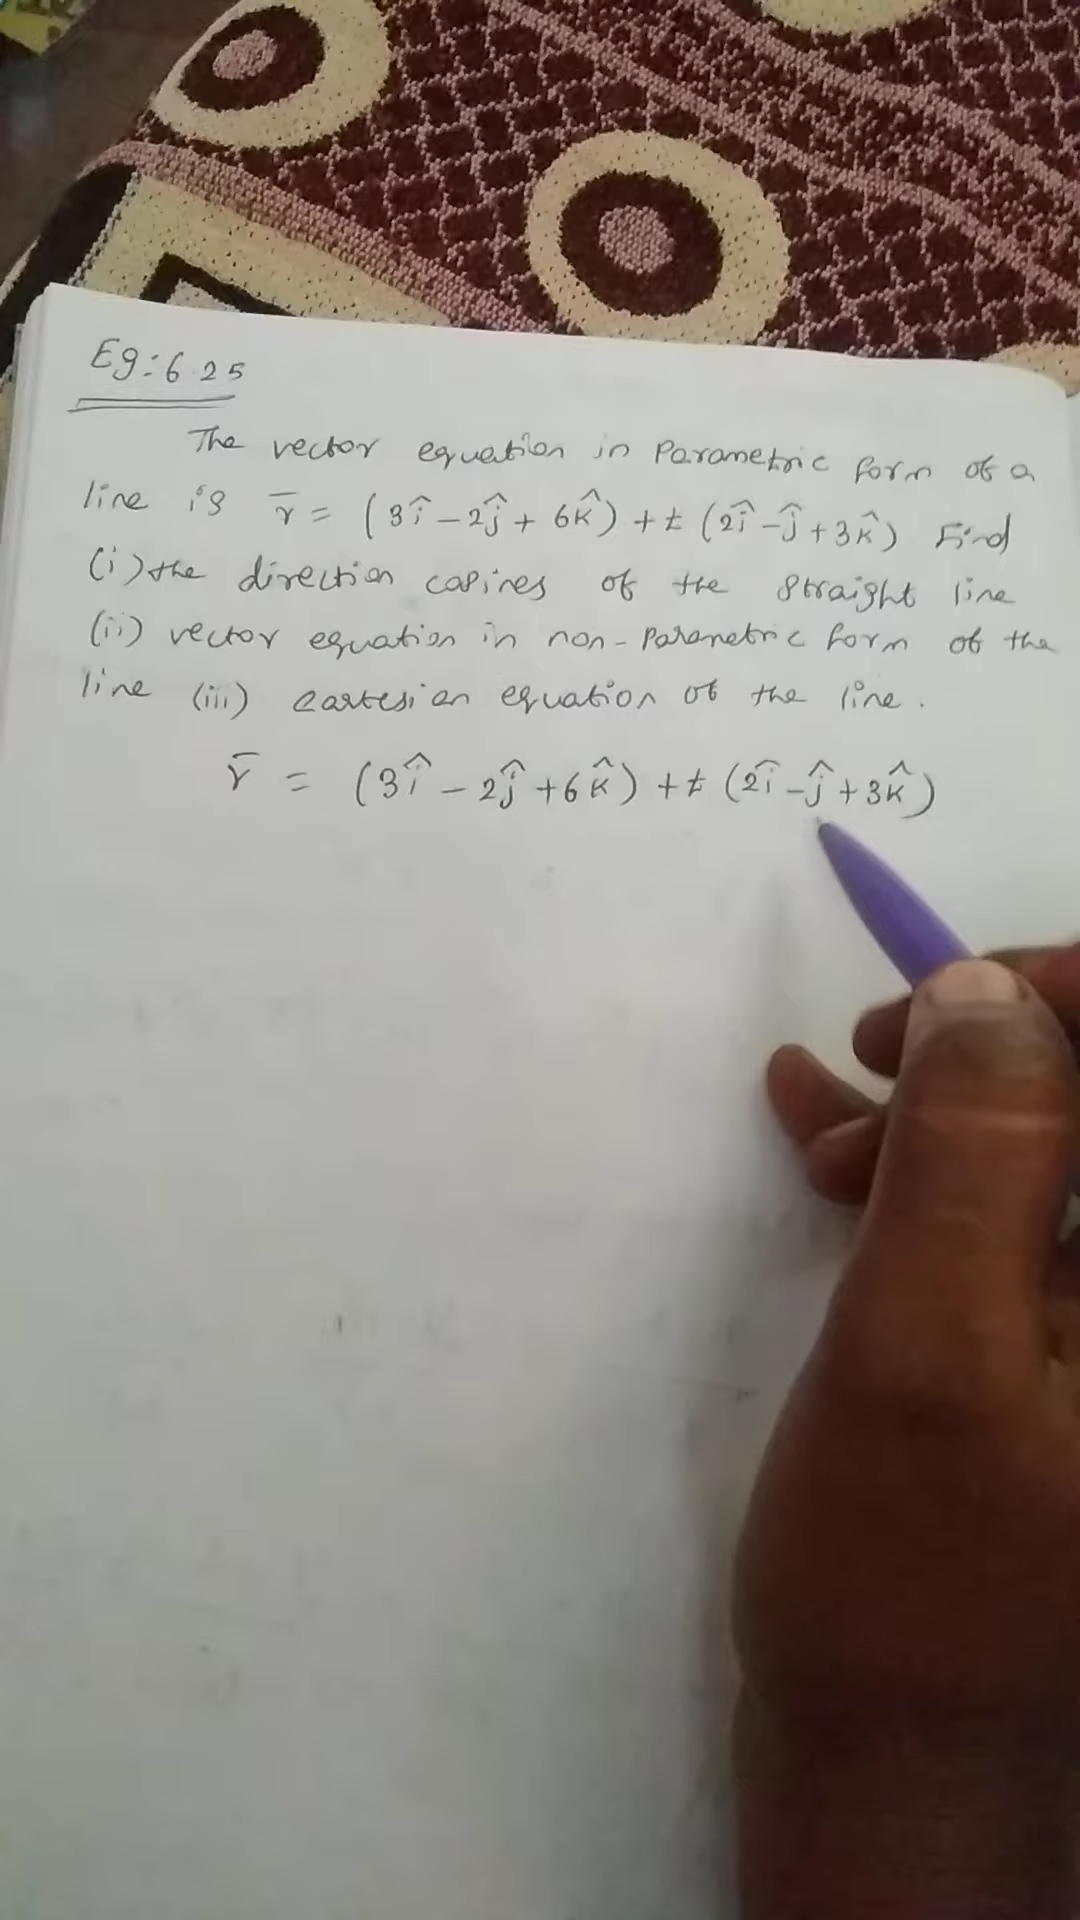 Eg: 6.25
The vector equation in Parametric form of a
line is r̄ = (3î − 2ĵ + 6k̂) + t (2î − ĵ + 3k̂) Find
(i) the direction cosines of the straight line
(ii) vector equation in non-Parametric form of the
line (iii) cartesian equation of the line.
r̄ = (3î − 2ĵ + 6k̂) + t (2î − ĵ + 3k̂)